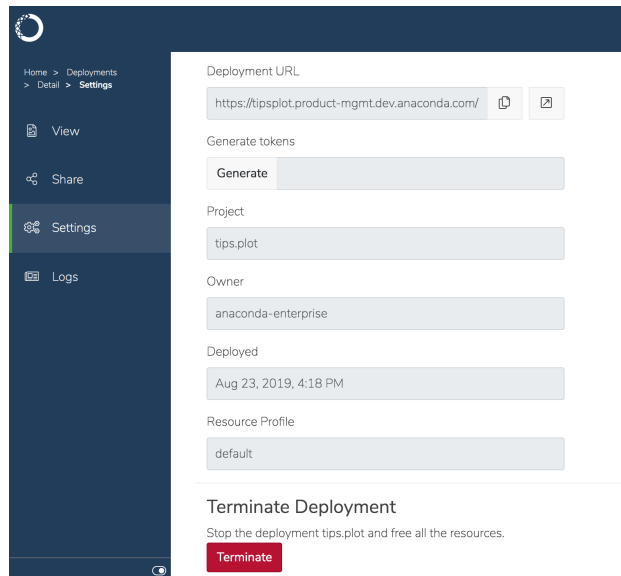 Home > Deployments
> Detail > Settings
View
Share
Settings
Logs
Deployment URL
https://tipsplot.product-mgmt.dev.anaconda.com/
Generate tokens
Generate
Project
tips.plot
Owner
anaconda-enterprise
Deployed
Aug 23, 2019, 4:18 PM
Resource Profile
default
Terminate Deployment
Stop the deployment tips.plot and free all the resources.
Terminate